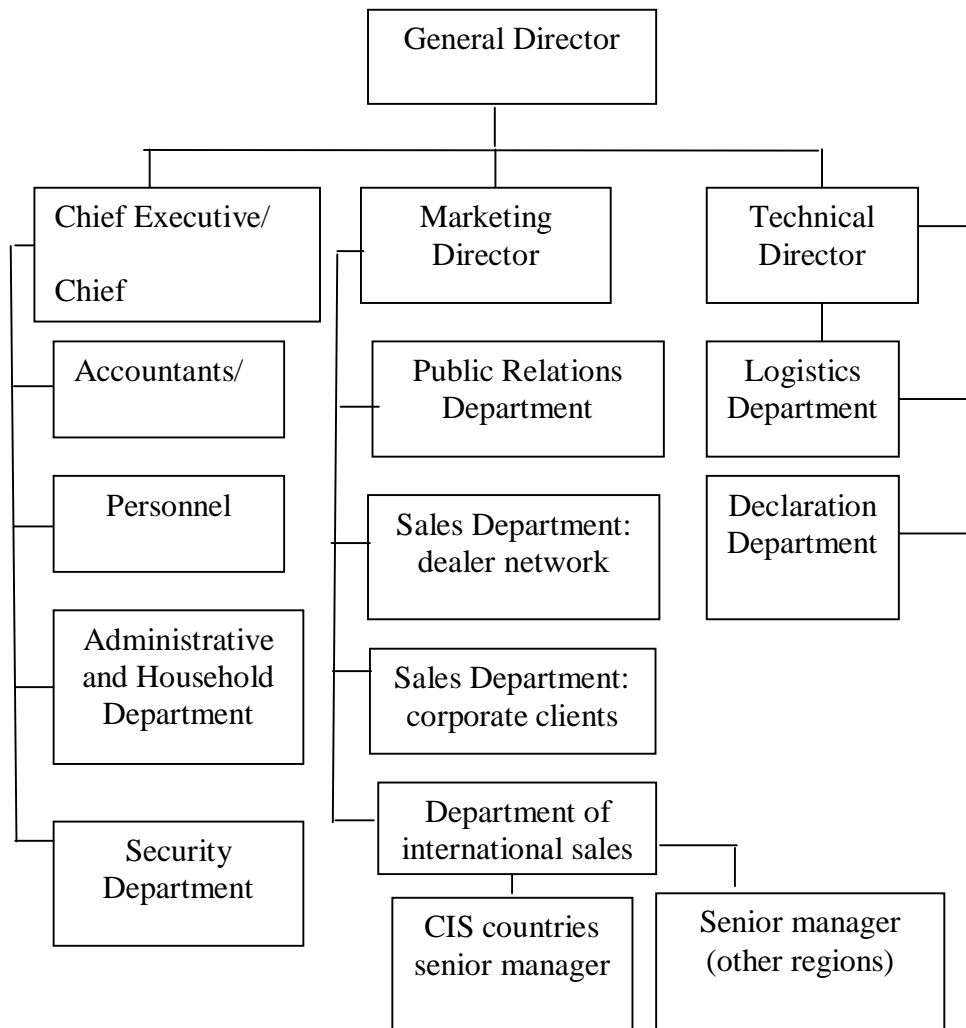 General Director
Chief Executive/
Chief
Marketing
Director
Technical
Director
Accountants/
Public Relations
Department
Logistics
Department
Personnel
Sales Department:
dealer network
Declaration
Department
Administrative
and Household
Department
Sales Department:
corporate clients
Department of
international sales
Security
Department
CIS countries
senior manager
Senior manager
(other regions)